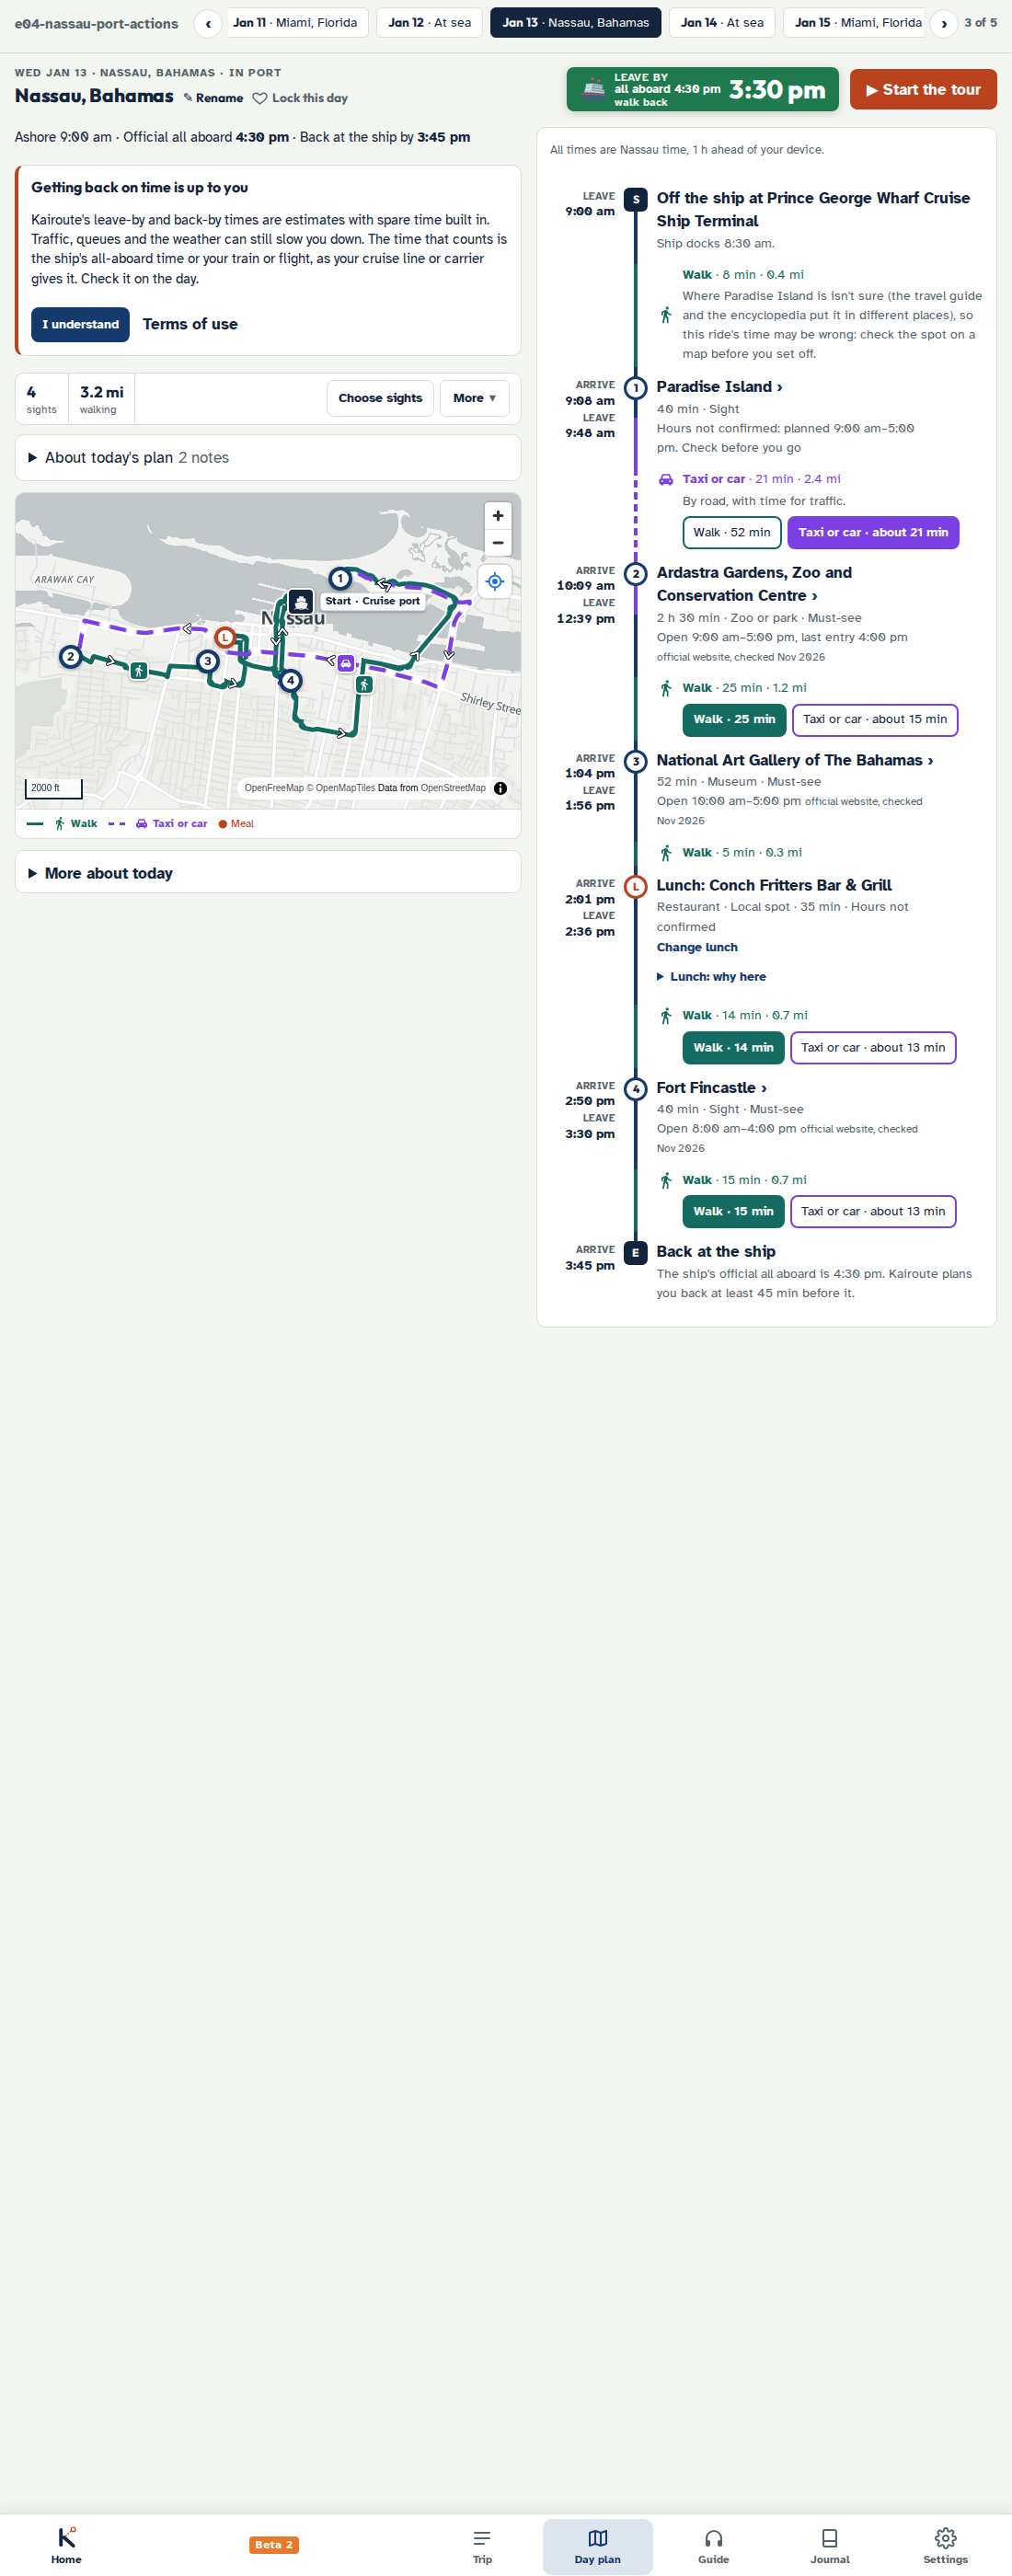 e04-nassau-port-actions
‹
Jan 11 · Miami, Florida
Jan 12 · At sea
Jan 13 · Nassau, Bahamas
Jan 14 · At sea
Jan 15 · Miami, Florida
›
3 of 5
WED JAN 13 · NASSAU, BAHAMAS · IN PORT
Nassau, Bahamas
✎ Rename
Lock this day
LEAVE BY
all aboard 4:30 pm
walk back
3:30 pm
▶ Start the tour
Ashore 9:00 am · Official all aboard 4:30 pm · Back at the ship by 3:45 pm
Getting back on time is up to you
Kairoute's leave-by and back-by times are estimates with spare time built in.
Traffic, queues and the weather can still slow you down. The time that counts is
the ship's all-aboard time or your train or flight, as your cruise line or carrier
gives it. Check it on the day.
I understand
Terms of use
4
sights
3.2 mi
walking
Choose sights
More ▾
▶ About today's plan 2 notes
+
−
ARAWAK CAY
1
Start · Cruise port
Nassau
L
2
3
4
Shirley Stree
2000 ft
OpenFreeMap © OpenMapTiles Data from OpenStreetMap
Walk
Taxi or car
Meal
▶ More about today
All times are Nassau time, 1 h ahead of your device.
LEAVE
9:00 am
S
Off the ship at Prince George Wharf Cruise
Ship Terminal
Ship docks 8:30 am.
Walk · 8 min · 0.4 mi
Where Paradise Island is isn't sure (the travel guide
and the encyclopedia put it in different places), so
this ride's time may be wrong: check the spot on a
map before you set off.
ARRIVE
9:08 am
LEAVE
9:48 am
1
Paradise Island ›
40 min · Sight
Hours not confirmed: planned 9:00 am–5:00
pm. Check before you go
Taxi or car · 21 min · 2.4 mi
By road, with time for traffic.
Walk · 52 min
Taxi or car · about 21 min
ARRIVE
10:09 am
LEAVE
12:39 pm
2
Ardastra Gardens, Zoo and
Conservation Centre ›
2 h 30 min · Zoo or park · Must-see
Open 9:00 am–5:00 pm, last entry 4:00 pm
official website, checked Nov 2026
Walk · 25 min · 1.2 mi
Walk · 25 min
Taxi or car · about 15 min
ARRIVE
1:04 pm
LEAVE
1:56 pm
3
National Art Gallery of The Bahamas ›
52 min · Museum · Must-see
Open 10:00 am–5:00 pm official website, checked
Nov 2026
Walk · 5 min · 0.3 mi
ARRIVE
2:01 pm
LEAVE
2:36 pm
L
Lunch: Conch Fritters Bar & Grill
Restaurant · Local spot · 35 min · Hours not
confirmed
Change lunch
▶ Lunch: why here
Walk · 14 min · 0.7 mi
Walk · 14 min
Taxi or car · about 13 min
ARRIVE
2:50 pm
LEAVE
3:30 pm
4
Fort Fincastle ›
40 min · Sight · Must-see
Open 8:00 am–4:00 pm official website, checked
Nov 2026
Walk · 15 min · 0.7 mi
Walk · 15 min
Taxi or car · about 13 min
ARRIVE
3:45 pm
E
Back at the ship
The ship's official all aboard is 4:30 pm. Kairoute plans
you back at least 45 min before it.
Home
Beta 2
Trip
Day plan
Guide
Journal
Settings